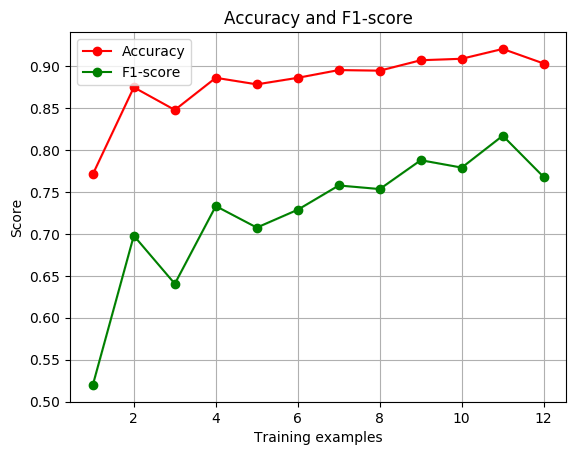 Accuracy and F1-score
Accuracy
F1-score
0.90
0.85
0.80
0.75
0.70
0.65
0.60
0.55
0.50
Score
2 4 6 8 10 12
Training examples